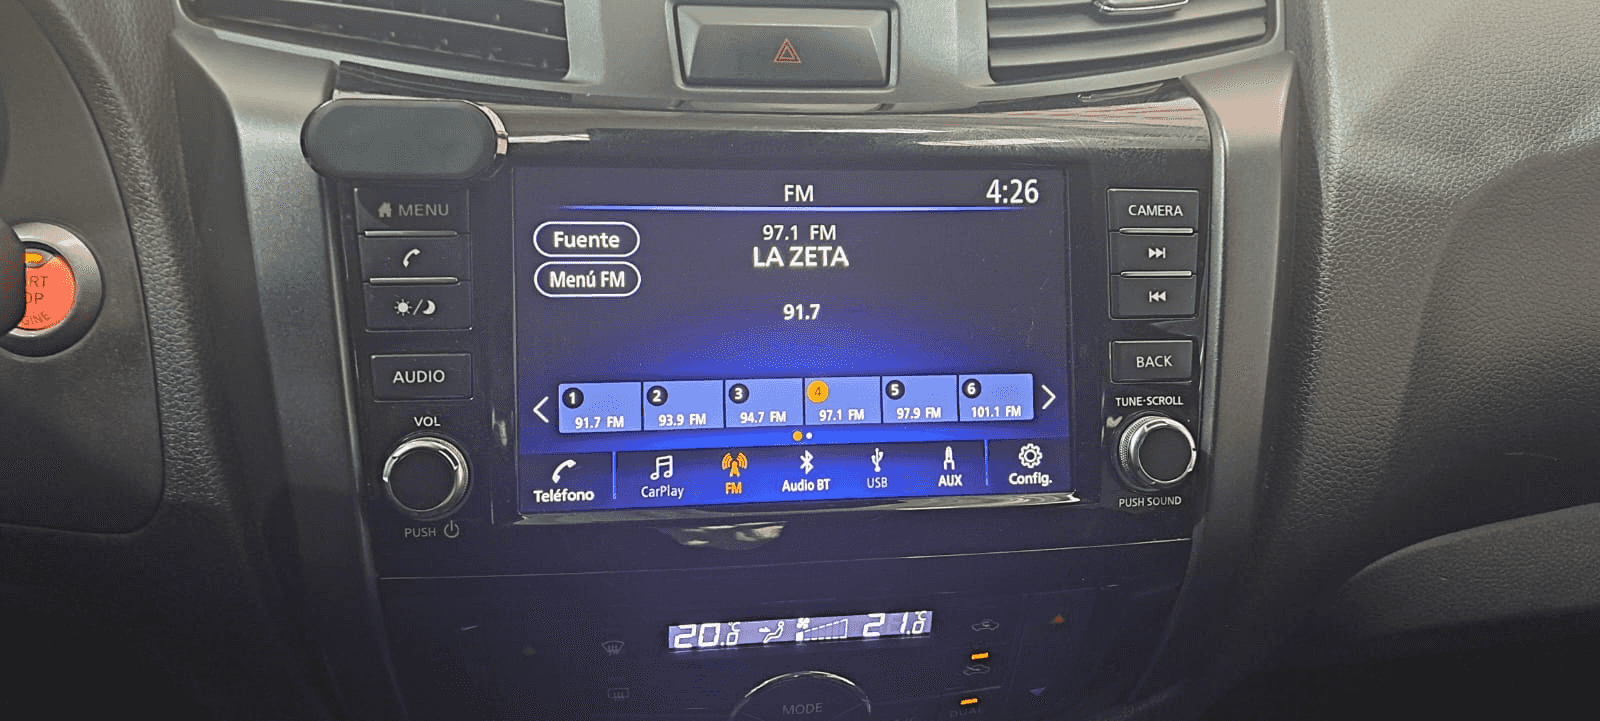 FM
4:26
MENU
CAMERA
Fuente
97.1 FM
LA ZETA
Menú FM
91.7
BACK
AUDIO
1
2
3
4
5
6
91.7 FM
93.9 FM
94.7 FM
97.1 FM
97.9 FM
101.1 FM
TUNE·SCROLL
VOL
Teléfono
CarPlay
FM
Audio BT
USB
AUX
Config.
PUSH
PUSH SOUND
MODE
DUAL